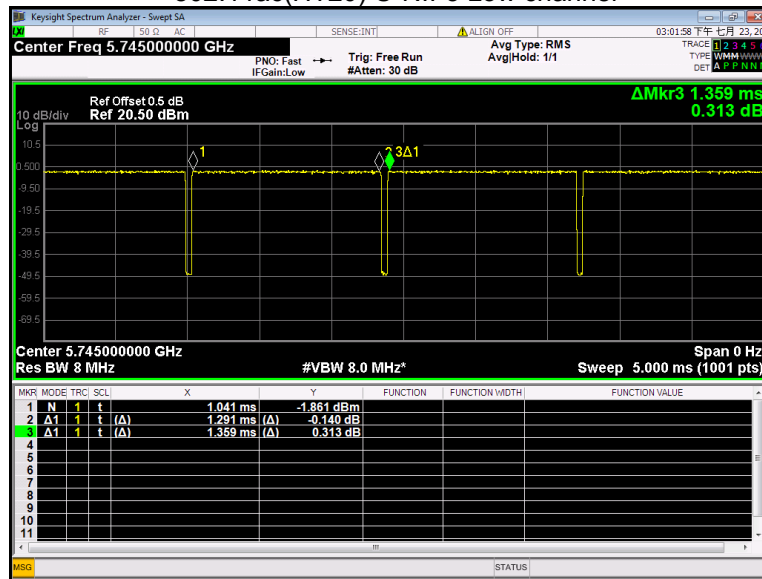 Keysight Spectrum Analyzer - Swept SA
LXI RF 50 Ω AC SENSE:INT ALIGN OFF 03:01:58 下午 七月 23, 20
Center Freq 5.745000000 GHz
PNO: Fast
IFGain:Low
Trig: Free Run
#Atten: 30 dB
Avg Type: RMS
Avg|Hold: 1/1
TRACE 1 2 3 4 5
TYPE WMWWWW
DET A P P N N N
ΔMkr3 1.359 ms
0.313 dB
Ref Offset 0.5 dB
10 dB/div Ref 20.50 dBm
Log
10.5
0.500
-9.50
-19.5
-29.5
-39.5
-49.5
-59.5
-69.5
1
3Δ1
Center 5.745000000 GHz Span 0 Hz
Res BW 8 MHz #VBW 8.0 MHz* Sweep 5.000 ms (1001 pts)
MKR MODE TRC SCL X Y FUNCTION FUNCTION WIDTH FUNCTION VALUE
1 N 1 t 1.041 ms -1.861 dBm
2 Δ1 1 t (Δ) 1.291 ms (Δ) -0.140 dB
3 Δ1 1 t (Δ) 1.359 ms (Δ) 0.313 dB
4
5
6
7
8
9
10
11
MSG STATUS